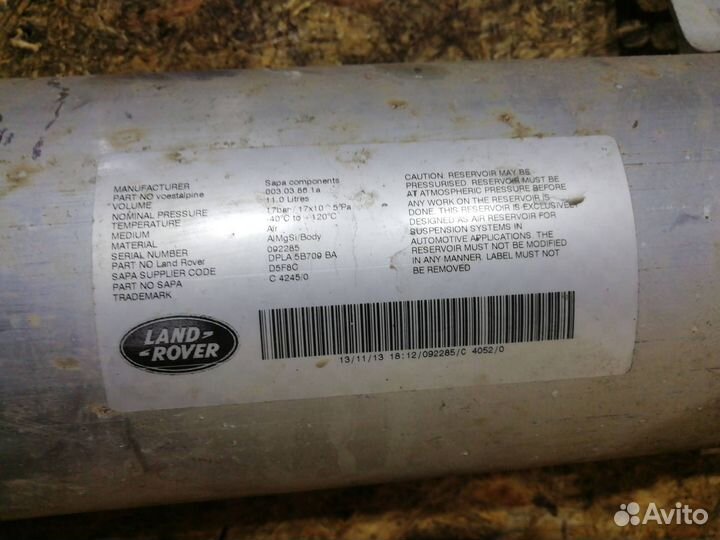 MANUFACTURER Sapa components
PART NO voestalpine 003.03.86.1a
VOLUME 11.0 Litres
NOMINAL PRESSURE 17bar/17x10^5Pa
TEMPERATURE -40°C to +120°C
MEDIUM Air
MATERIAL AlMgSi/Body
SERIAL NUMBER 092285
PART NO Land Rover DPLA 5B709 BA
SAPA SUPPLIER CODE D5F8C
PART NO SAPA C 4245/0
TRADEMARK
LAND-
-ROVER
CAUTION: RESERVOIR MAY BE
PRESSURISED. RESERVOIR MUST BE
AT ATMOSPHERIC PRESSURE BEFORE
ANY WORK ON THE RESERVOIR IS
DONE. THIS RESERVOIR IS EXCLUSIVELY
DESIGNED AS AIR RESERVOIR FOR
SUSPENSION SYSTEMS IN
AUTOMOTIVE APPLICATIONS. THE
RESERVOIR MUST NOT BE MODIFIED
IN ANY MANNER. LABEL MUST NOT
BE REMOVED
13/11/13 18:12/092285/C 4052/0
Avito